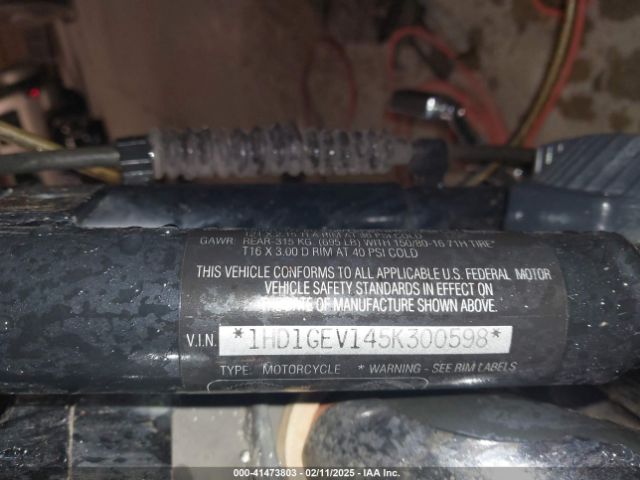 GAWR: REAR-315 KG. (695 LB) WITH 150/80-16 71H TIRE*
T16 X 3.00 D RIM AT 40 PSI COLD
THIS VEHICLE CONFORMS TO ALL APPLICABLE U.S. FEDERAL MOTOR
VEHICLE SAFETY STANDARDS IN EFFECT ON
THE DATE OF MANUFACTURE SHOWN ABOVE.
V.I.N. *1HD1GEV145K300598*
TYPE: MOTORCYCLE * WARNING - SEE RIM LABELS
000-41473803 - 02/11/2025 - IAA Inc.